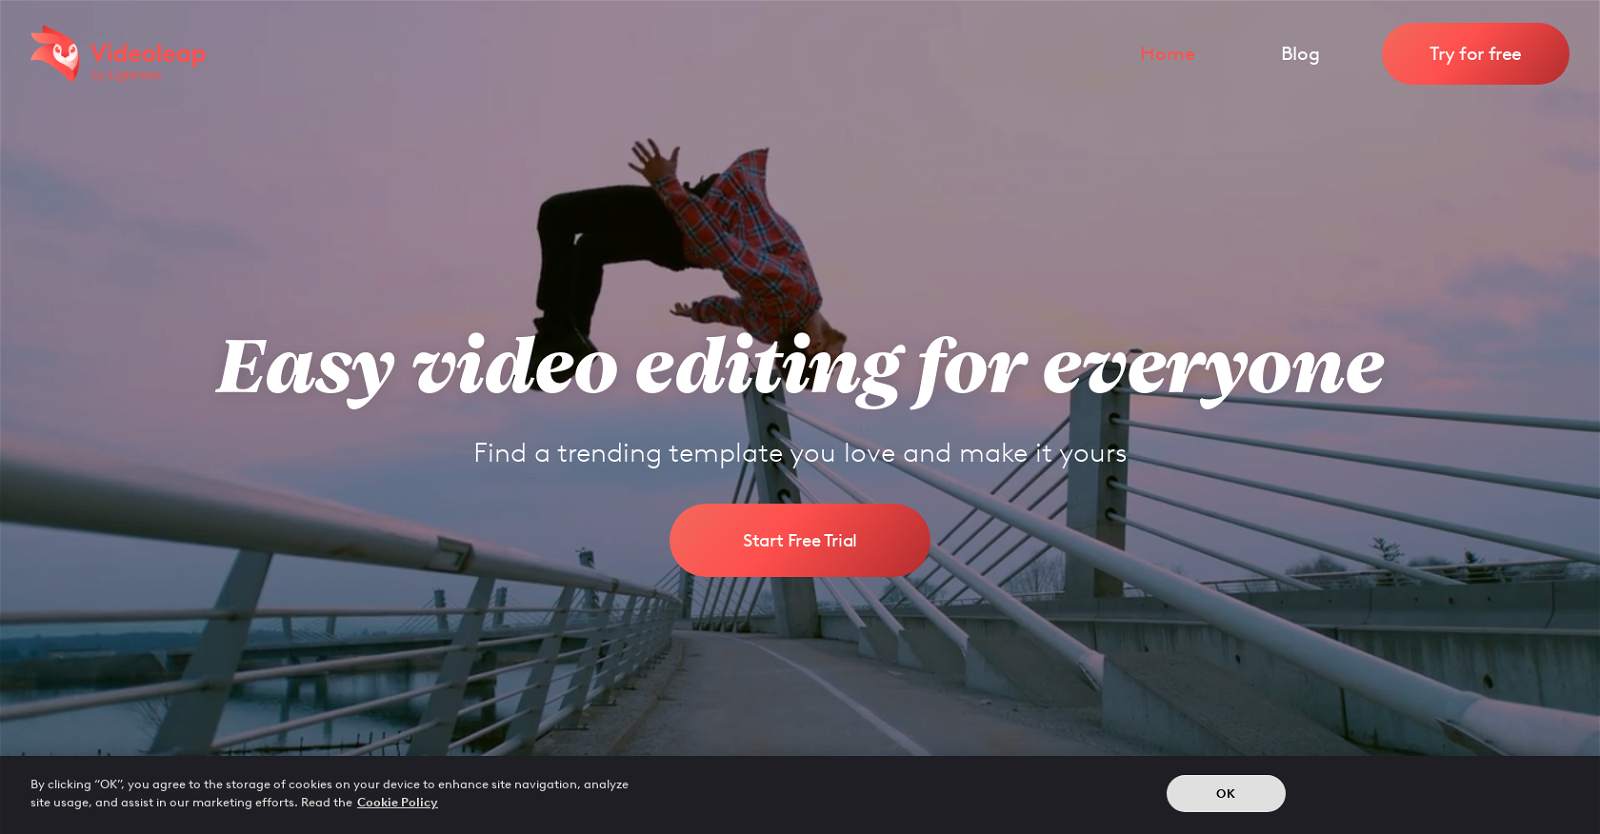 Videoleap
by Lightricks
Home
Blog
Try for free
Easy video editing for everyone
Find a trending template you love and make it yours
Start Free Trial
By clicking “OK”, you agree to the storage of cookies on your device to enhance site navigation, analyze
site usage, and assist in our marketing efforts. Read the Cookie Policy
OK